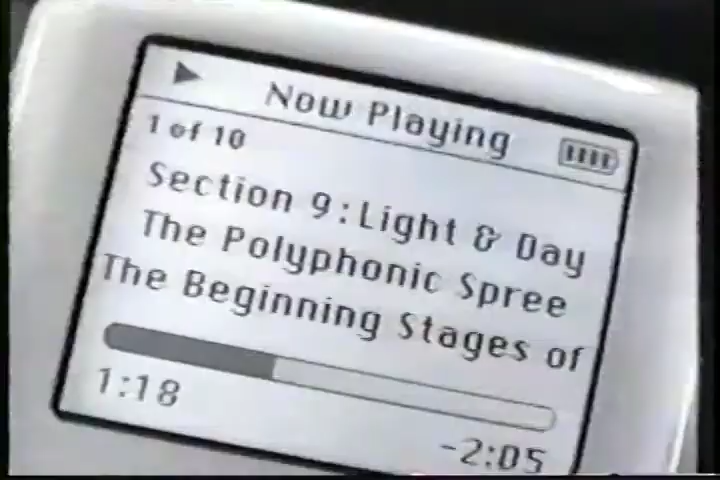 Now Playing
1 of 10
Section 9: Light & Day
The Polyphonic Spree
The Beginning Stages of
1:18
-2:05